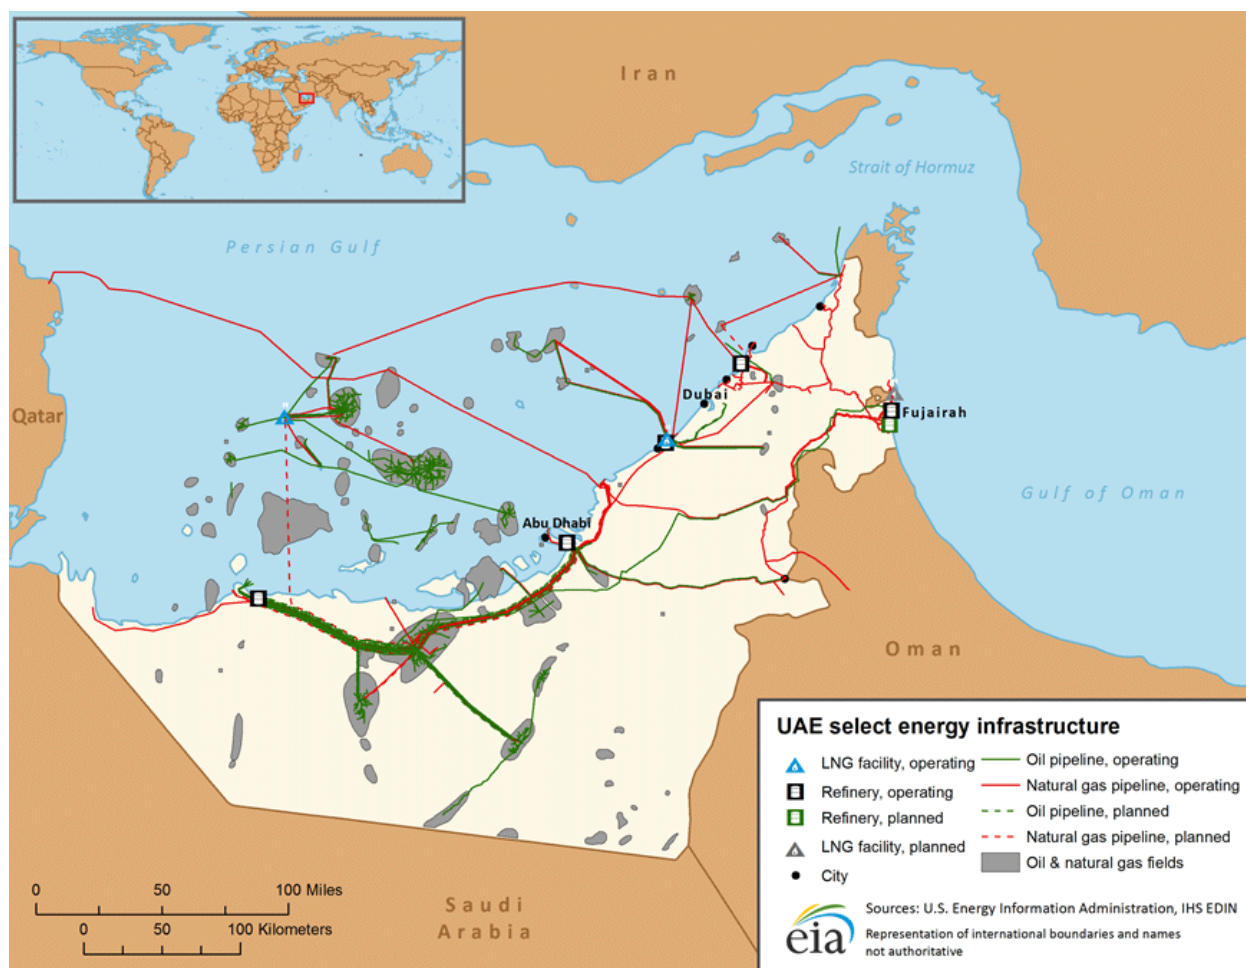 Iran
Strait of Hormuz
Persian Gulf
Qatar
Dubai
Fujairah
Gulf of Oman
Abu Dhabi
Oman
Saudi
Arabia
UAE select energy infrastructure
LNG facility, operating
Refinery, operating
Refinery, planned
LNG facility, planned
City
Oil pipeline, operating
Natural gas pipeline, operating
Oil pipeline, planned
Natural gas pipeline, planned
Oil & natural gas fields
0 50 100 Miles
0 50 100 Kilometers
eia
Sources: U.S. Energy Information Administration, IHS EDIN
Representation of international boundaries and names
not authoritative